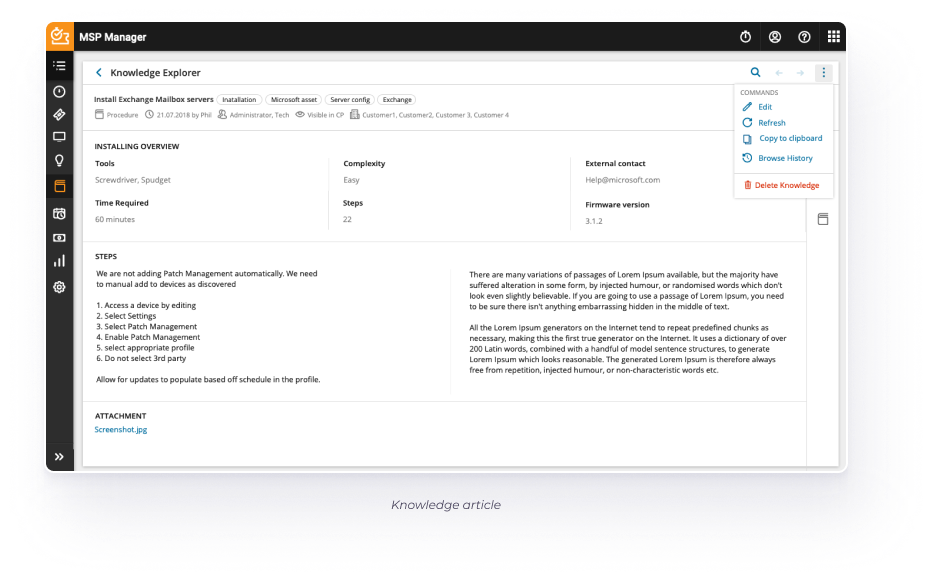 MSP Manager
Knowledge Explorer
Install Exchange Mailbox servers Inatallation Microsoft asset Server config Exchange
Procedure 21.07.2018 by Phil Administrator, Tech Visible in CP Customer1, Customer2, Customer 3, Customer 4
COMMANDS
Edit
Refresh
Copy to clipboard
Browse History
Delete Knowledge
INSTALLING OVERVIEW
Tools
Screwdriver, Spudget
Complexity
Easy
External contact
Help@microsoft.com
Time Required
60 minutes
Steps
22
Firmware version
3.1.2
STEPS
We are not adding Patch Management automatically. We need
to manual add to devices as discovered
1. Access a device by editing
2. Select Settings
3. Select Patch Management
4. Enable Patch Management
5. select appropriate profile
6. Do not select 3rd party
Allow for updates to populate based off schedule in the profile.
There are many variations of passages of Lorem Ipsum available, but the majority have
suffered alteration in some form, by injected humour, or randomised words which don't
look even slightly believable. If you are going to use a passage of Lorem Ipsum, you need
to be sure there isn't anything embarrassing hidden in the middle of text.
All the Lorem Ipsum generators on the Internet tend to repeat predefined chunks as
necessary, making this the first true generator on the Internet. It uses a dictionary of over
200 Latin words, combined with a handful of model sentence structures, to generate
Lorem Ipsum which looks reasonable. The generated Lorem Ipsum is therefore always
free from repetition, injected humour, or non-characteristic words etc.
ATTACHMENT
Screenshot.jpg
Knowledge article